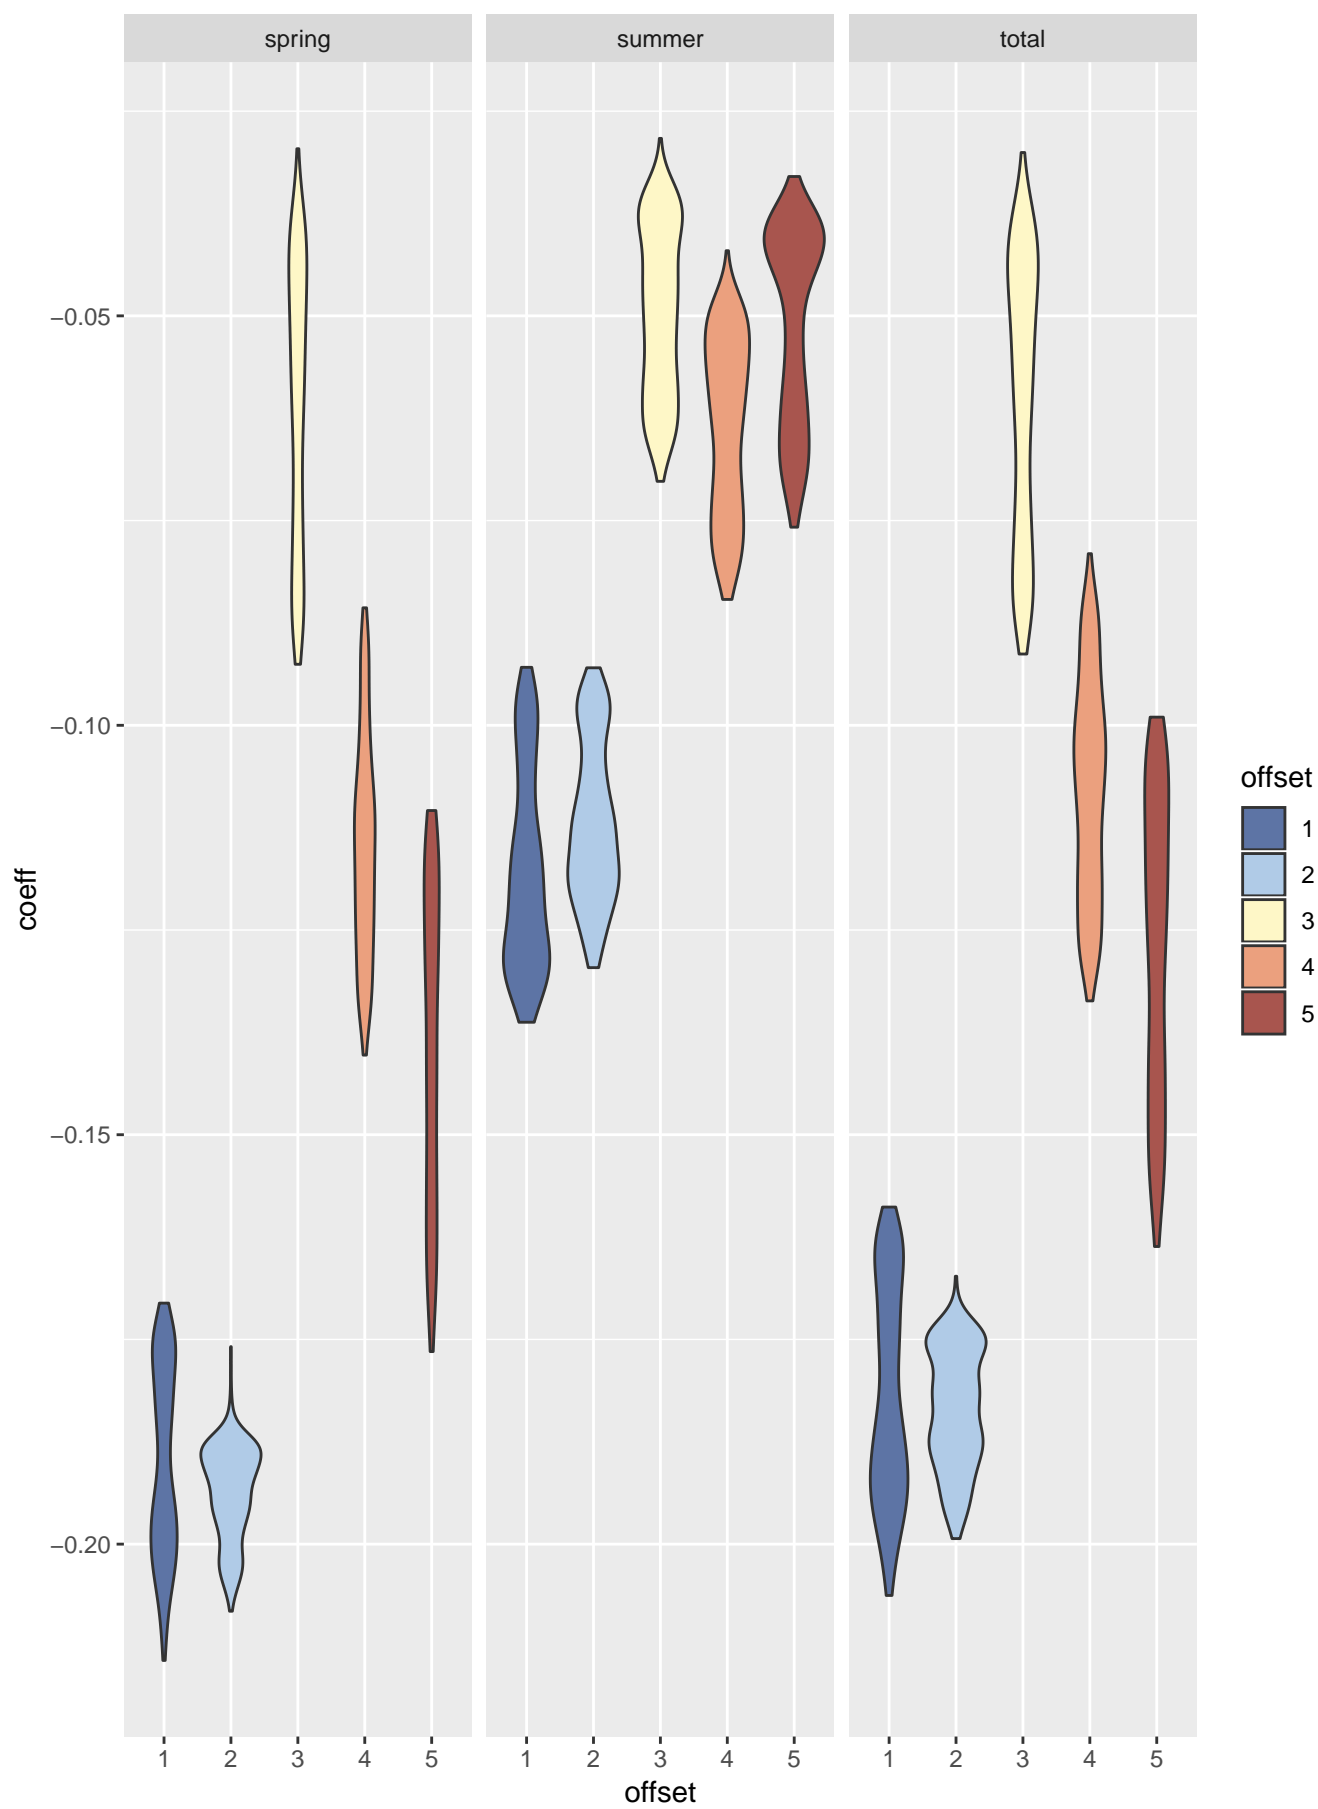 spring summer total
−0.05
−0.10
−0.15
−0.20
coeff
1 2 3 4 5 1 2 3 4 5 1 2 3 4 5
offset
offset
1
2
3
4
5